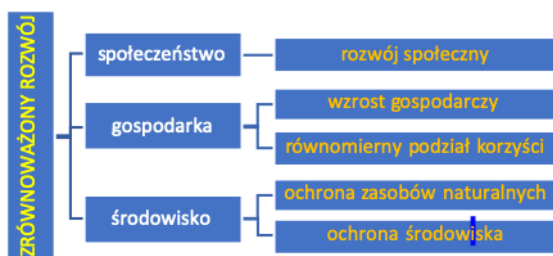 ZRÓWNOWAŻONY ROZWÓJ
społeczeństwo
rozwój społeczny
gospodarka
wzrost gospodarczy
równomierny podział korzyści
środowisko
ochrona zasobów naturalnych
ochrona środowiska